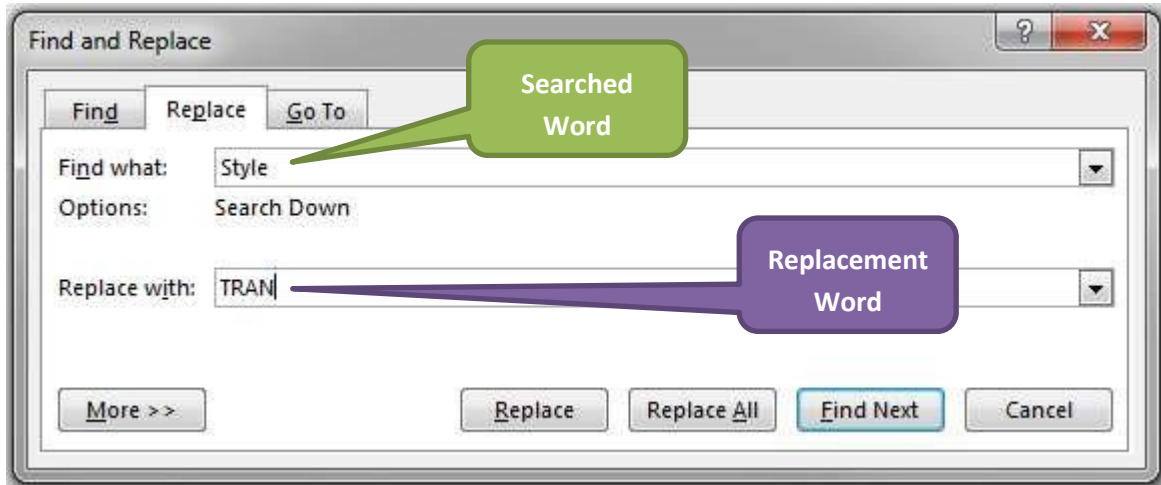 Find and Replace
Searched
Word
Find Replace Go To
Find what: Style
Options: Search Down
Replacement
Word
Replace with: TRAN
More >> Replace Replace All Find Next Cancel